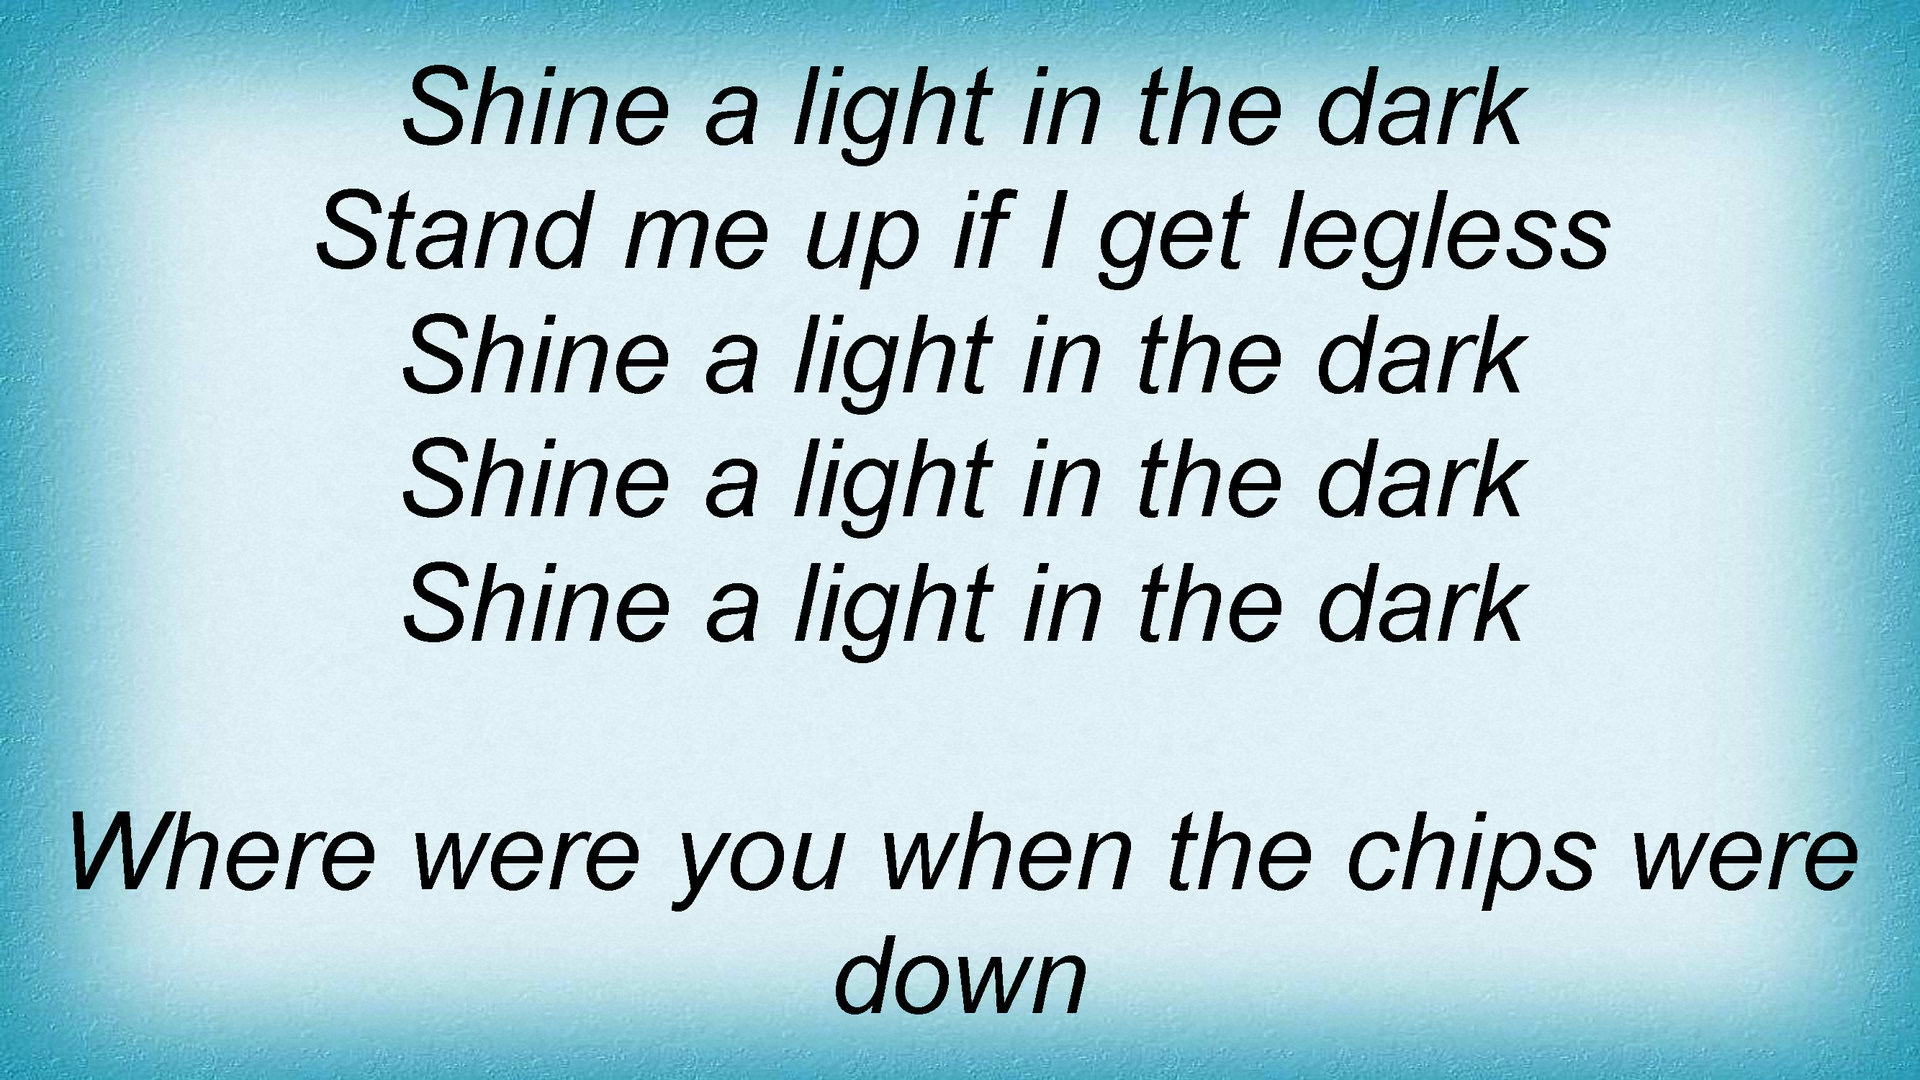 Shine a light in the dark
Stand me up if I get legless
Shine a light in the dark
Shine a light in the dark
Shine a light in the dark
Where were you when the chips were
down